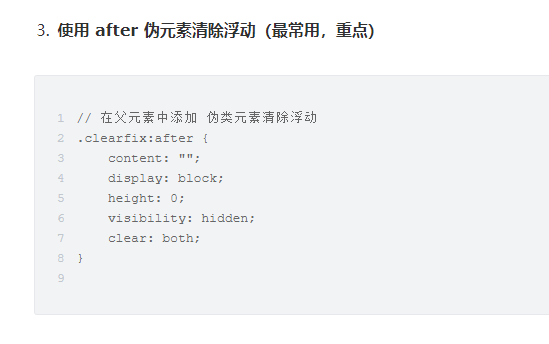 3. 使用 after 伪元素清除浮动（最常用，重点）
1 // 在父元素中添加 伪类元素清除浮动
2 .clearfix:after {
3 content: "";
4 display: block;
5 height: 0;
6 visibility: hidden;
7 clear: both;
8 }
9